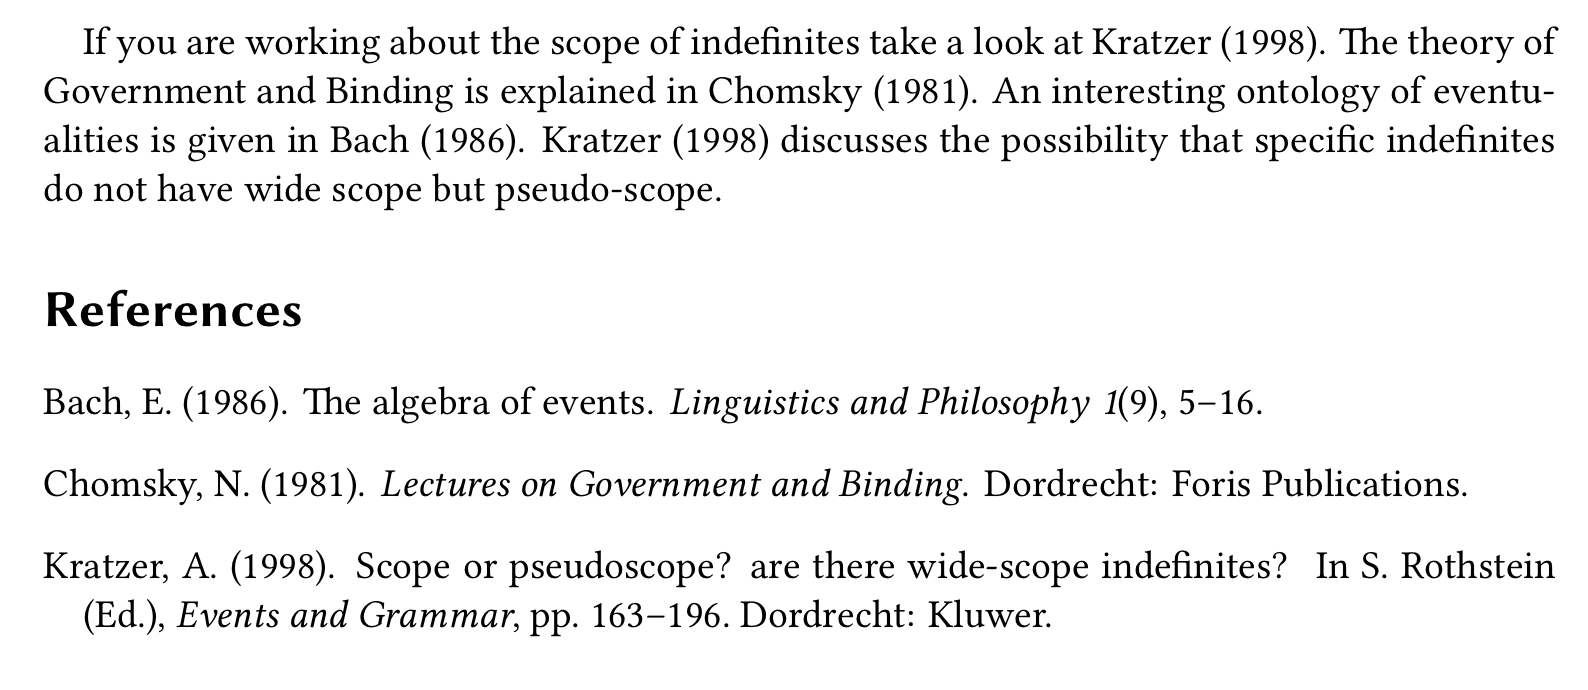 If you are working about the scope of indefinites take a look at Kratzer (1998). The theory of
Government and Binding is explained in Chomsky (1981). An interesting ontology of eventu-
alities is given in Bach (1986). Kratzer (1998) discusses the possibility that specific indefinites
do not have wide scope but pseudo-scope.
References
Bach, E. (1986). The algebra of events. Linguistics and Philosophy 1(9), 5–16.
Chomsky, N. (1981). Lectures on Government and Binding. Dordrecht: Foris Publications.
Kratzer, A. (1998). Scope or pseudoscope? are there wide-scope indefinites? In S. Rothstein
(Ed.), Events and Grammar, pp. 163–196. Dordrecht: Kluwer.